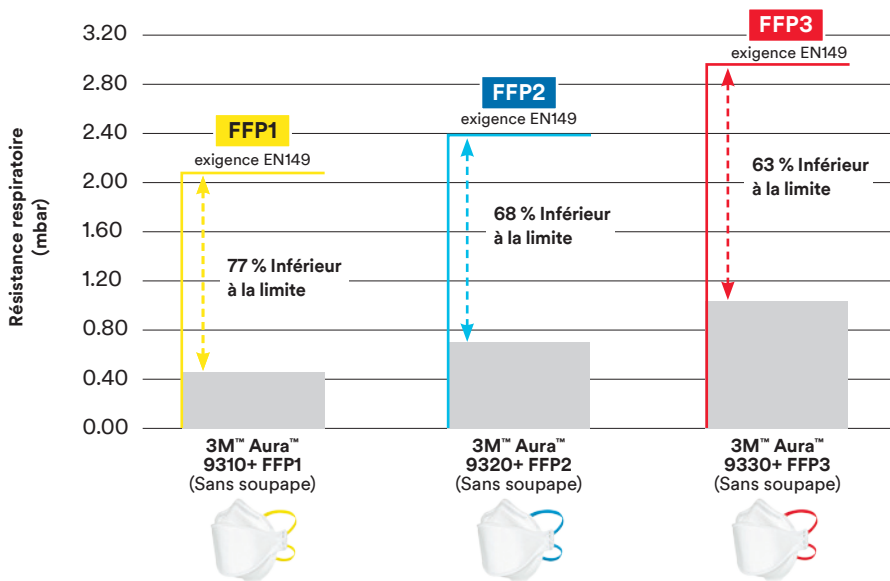 Résistance respiratoire
(mbar)
3.20
2.80
2.40
2.00
1.60
1.20
0.80
0.40
0.00
FFP1
exigence EN149
77 % Inférieur
à la limite
FFP2
exigence EN149
68 % Inférieur
à la limite
FFP3
exigence EN149
63 % Inférieur
à la limite
3M™ Aura™
9310+ FFP1
(Sans soupape)
3M™ Aura™
9320+ FFP2
(Sans soupape)
3M™ Aura™
9330+ FFP3
(Sans soupape)